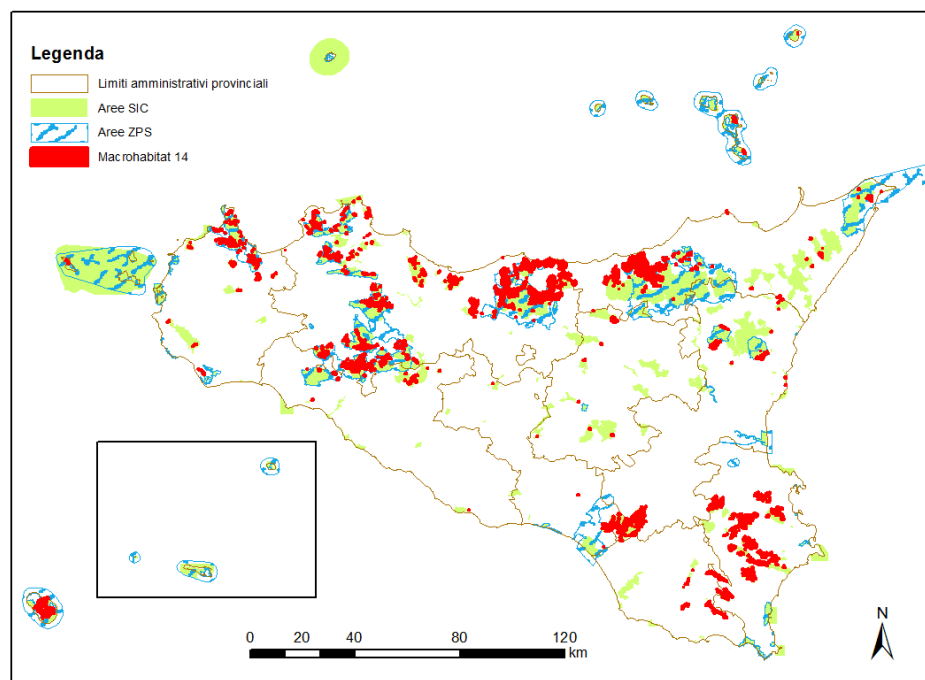 Legenda
Limiti amministrativi provinciali
Aree SIC
Aree ZPS
Macrohabitat 14
N
0 20 40 80 120
km